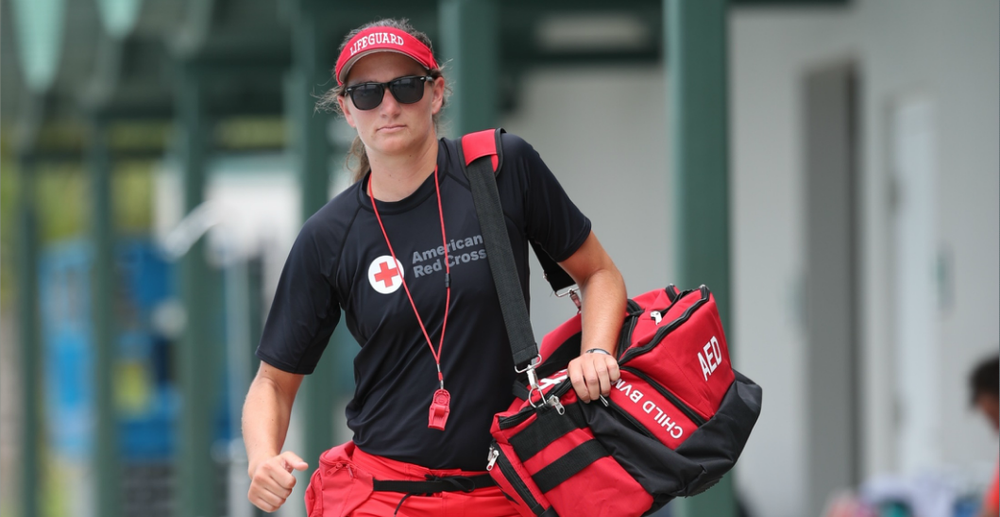 LIFEGUARD
American
Red Cross
AED
CHILD BVM